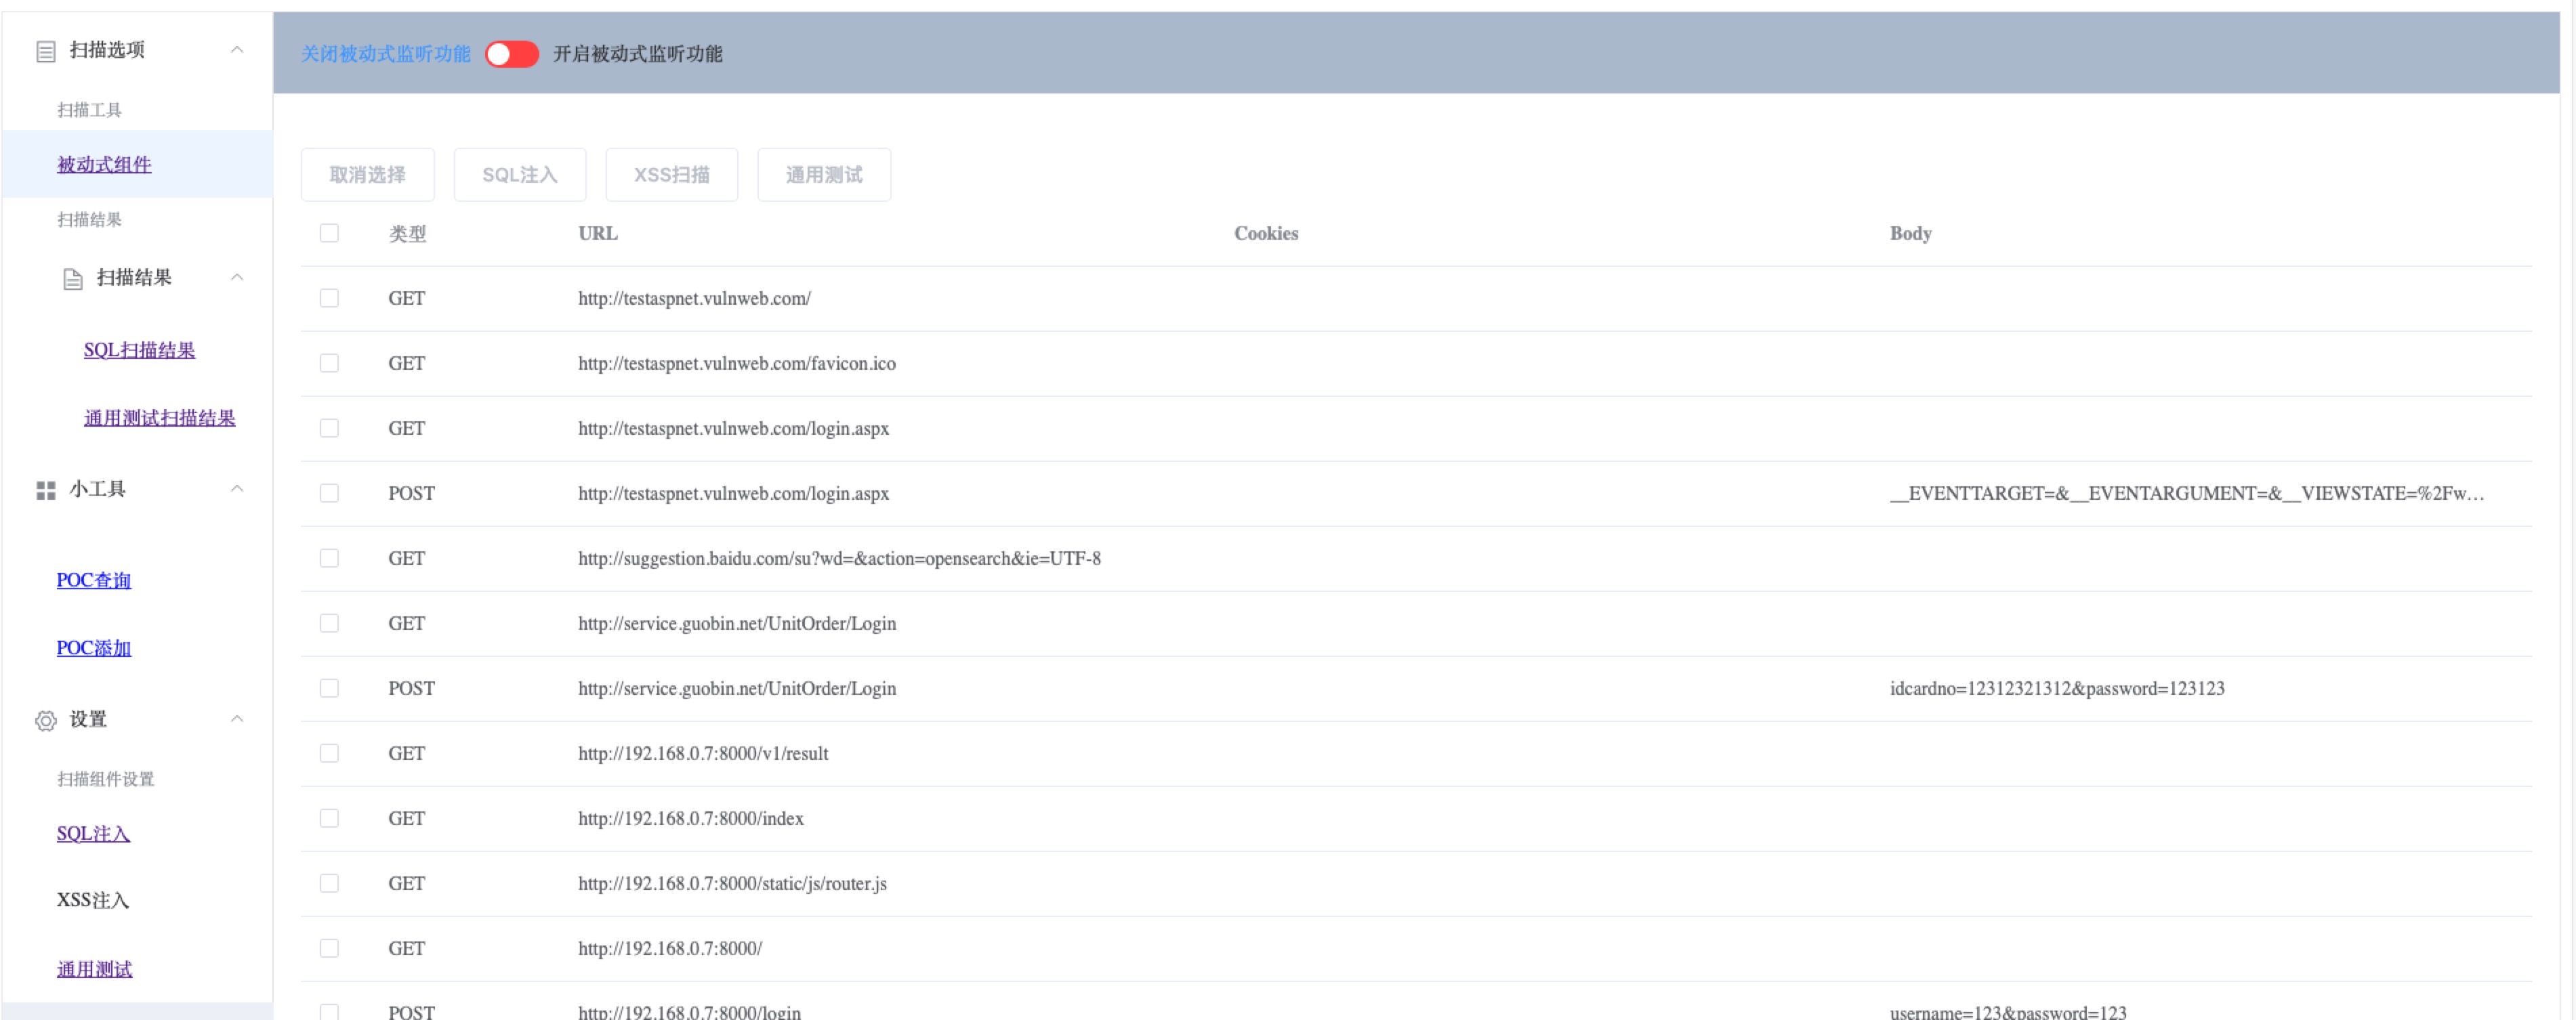 扫描选项
扫描工具
被动式组件
扫描结果
扫描结果
SQL扫描结果
通用测试扫描结果
小工具
POC查询
POC添加
设置
扫描组件设置
SQL注入
XSS注入
通用测试
关闭被动式监听功能 开启被动式监听功能
取消选择 SQL注入 XSS扫描 通用测试
类型 URL Cookies Body
GET http://testaspnet.vulnweb.com/
GET http://testaspnet.vulnweb.com/favicon.ico
GET http://testaspnet.vulnweb.com/login.aspx
POST http://testaspnet.vulnweb.com/login.aspx __EVENTTARGET=&__EVENTARGUMENT=&__VIEWSTATE=%2Fw...
GET http://suggestion.baidu.com/su?wd=&action=opensearch&ie=UTF-8
GET http://service.guobin.net/UnitOrder/Login
POST http://service.guobin.net/UnitOrder/Login idcardno=12312321312&password=123123
GET http://192.168.0.7:8000/v1/result
GET http://192.168.0.7:8000/index
GET http://192.168.0.7:8000/static/js/router.js
GET http://192.168.0.7:8000/
POST http://192.168.0.7:8000/login username=123&password=123